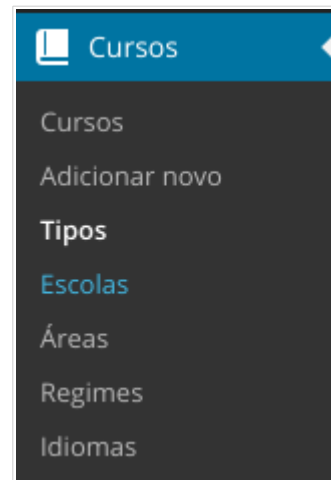 Cursos
Cursos
Adicionar novo
Tipos
Escolas
Áreas
Regimes
Idiomas